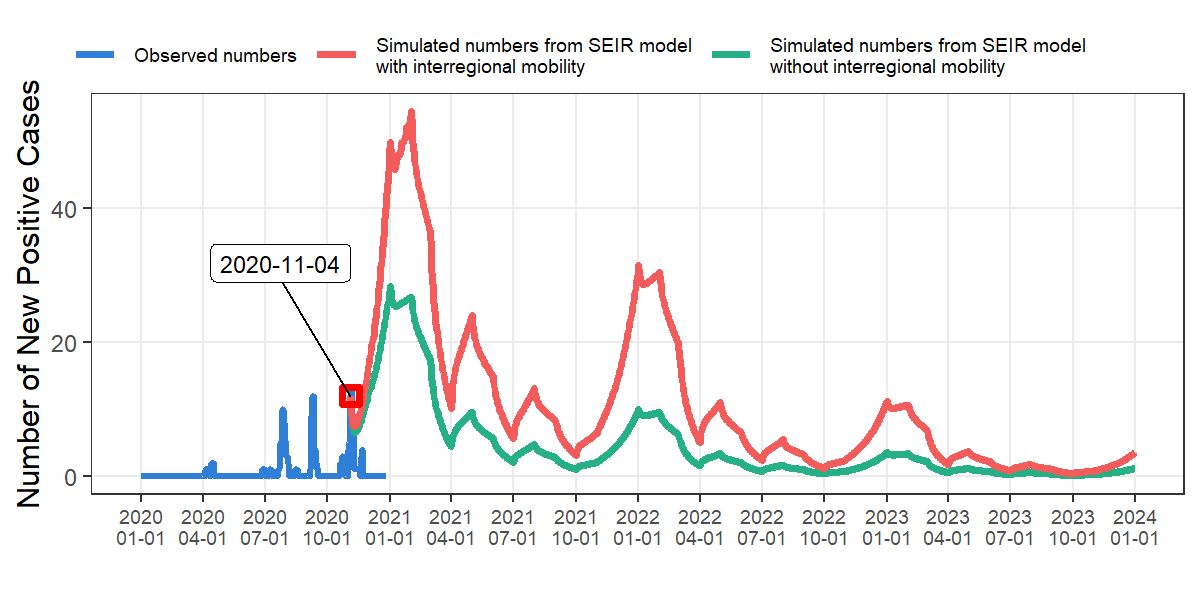 Observed numbers
Simulated numbers from SEIR model
with interregional mobility
Simulated numbers from SEIR model
without interregional mobility
Number of New Positive Cases
40
20
0
2020-11-04
2020 2020 2020 2020 2021 2021 2021 2021 2022 2022 2022 2022 2023 2023 2023 2023 2024
01-01 04-01 07-01 10-01 01-01 04-01 07-01 10-01 01-01 04-01 07-01 10-01 01-01 04-01 07-01 10-01 01-01